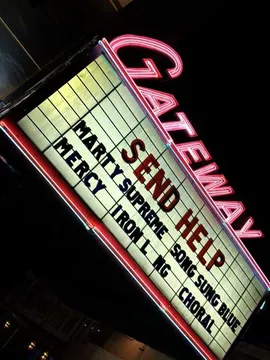 GATEWAY
SEND HELP
MARTY SUPREME SONG SUNG BLUE
MERCY IRON L NG CHORAL